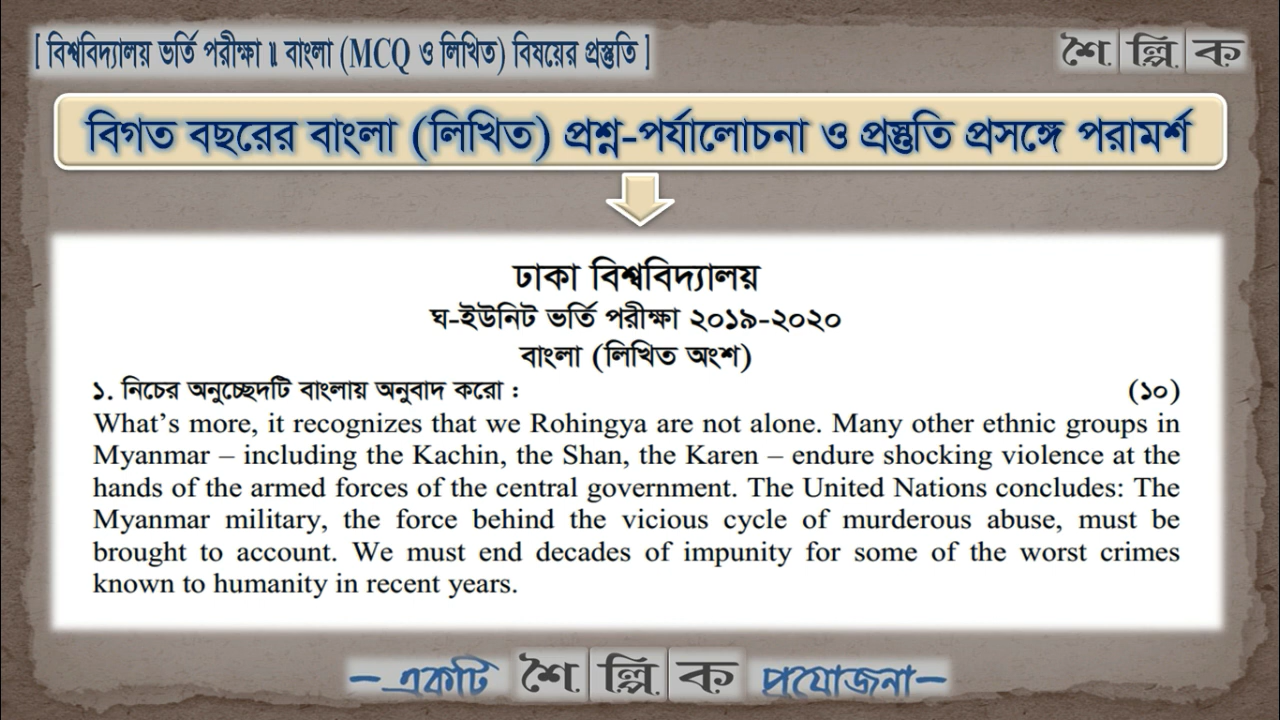 [ বিশ্ববিদ্যালয় ভর্তি পরীক্ষা ॥ বাংলা (MCQ ও লিখিত) বিষয়ের প্রস্তুতি ]
শৈল্পিক
বিগত বছরের বাংলা (লিখিত) প্রশ্ন-পর্যালোচনা ও প্রস্তুতি প্রসঙ্গে পরামর্শ
ঢাকা বিশ্ববিদ্যালয়
ঘ-ইউনিট ভর্তি পরীক্ষা ২০১৯-২০২০
বাংলা (লিখিত অংশ)
১. নিচের অনুচ্ছেদটি বাংলায় অনুবাদ করো : (১০)
What's more, it recognizes that we Rohingya are not alone. Many other ethnic groups in
Myanmar – including the Kachin, the Shan, the Karen – endure shocking violence at the
hands of the armed forces of the central government. The United Nations concludes: The
Myanmar military, the force behind the vicious cycle of murderous abuse, must be
brought to account. We must end decades of impunity for some of the worst crimes
known to humanity in recent years.
–একটি শৈল্পিক প্রযোজনা–